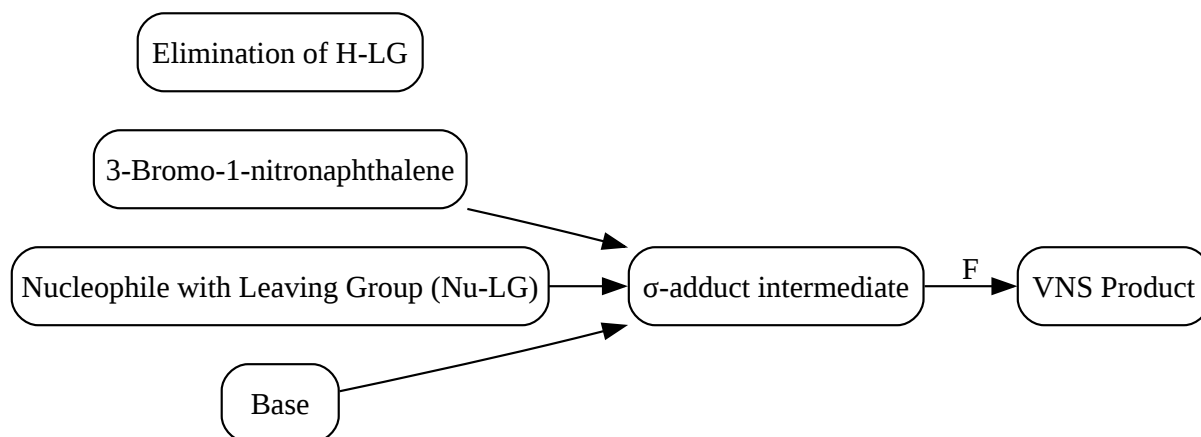 Elimination of H-LG
3-Bromo-1-nitronaphthalene
Nucleophile with Leaving Group (Nu-LG)
σ-adduct intermediate
F
VNS Product
Base